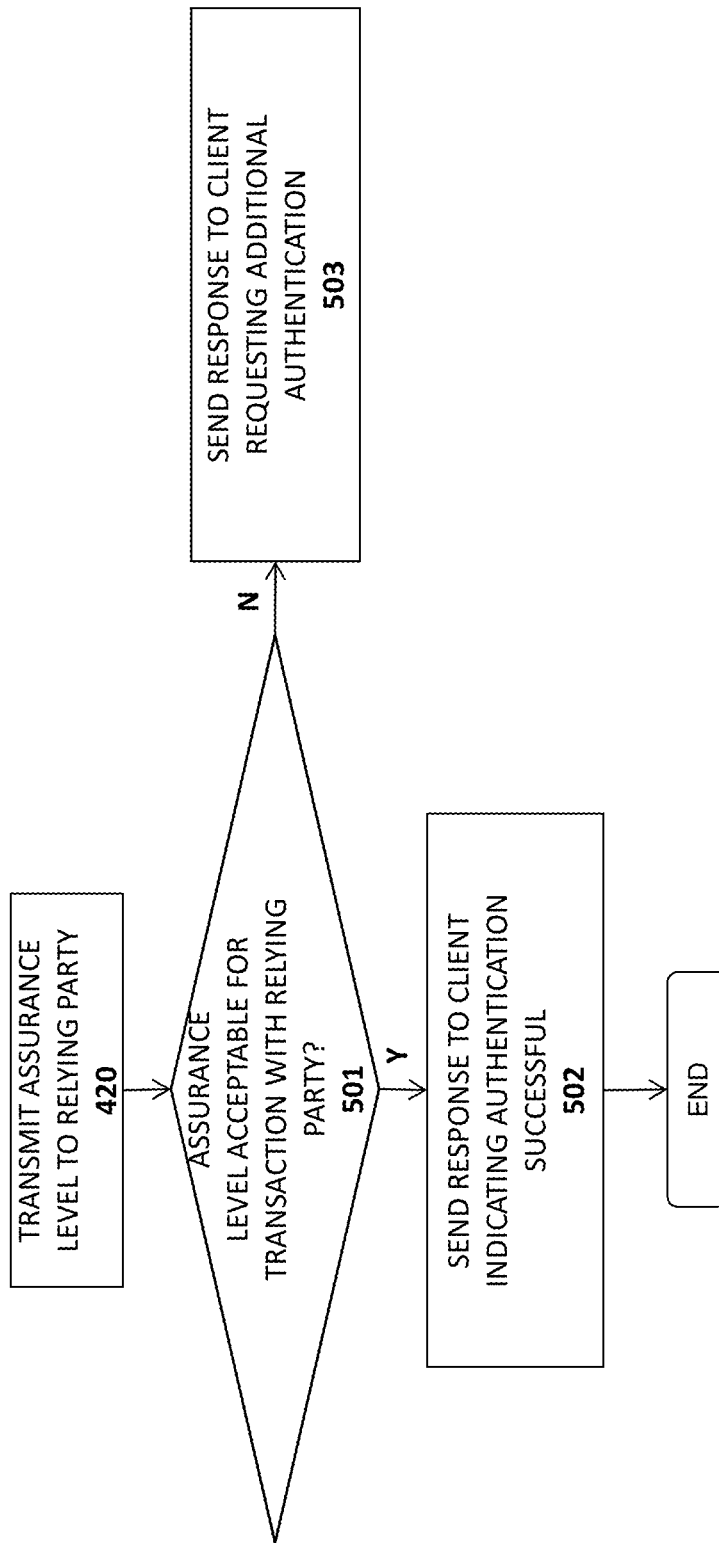 TRANSMIT ASSURANCE
LEVEL TO RELYING PARTY
420
ASSURANCE
LEVEL ACCEPTABLE FOR
TRANSACTION WITH RELYING
PARTY?
501
N
SEND RESPONSE TO CLIENT
REQUESTING ADDITIONAL
AUTHENTICATION
503
Y
SEND RESPONSE TO CLIENT
INDICATING AUTHENTICATION
SUCCESSFUL
502
END